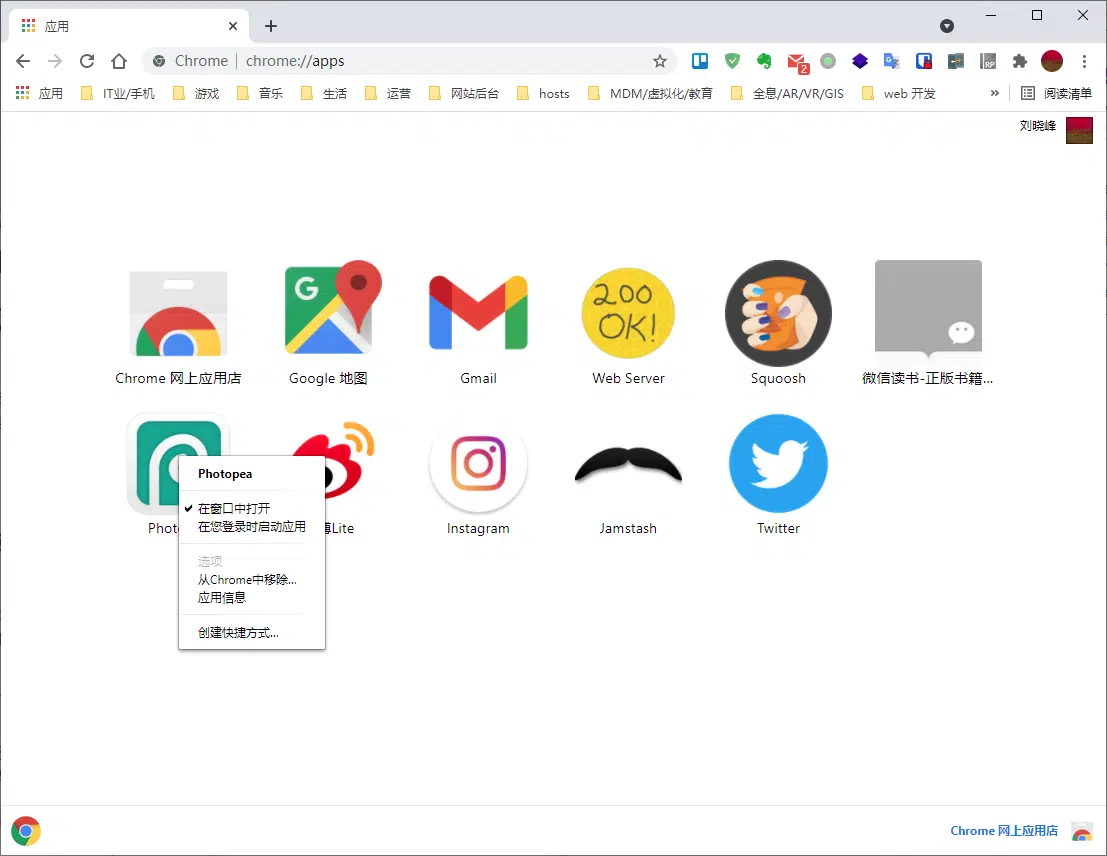 应用
Chrome | chrome://apps
2
RP
应用 IT业/手机 游戏 音乐 生活 运营 网站后台 hosts MDM/虚拟化/教育 全息/AR/VR/GIS web 开发 » 阅读清单
刘晓峰
G
200 OK!
Chrome 网上应用店 Google 地图 Gmail Web Server Squoosh 微信读书-正版书籍...
Photopea
✔ 在窗口中打开
在您登录时启动应用
Phot 博Lite Instagram Jamstash Twitter
选项
从Chrome中移除...
应用信息
创建快捷方式...
Chrome 网上应用店